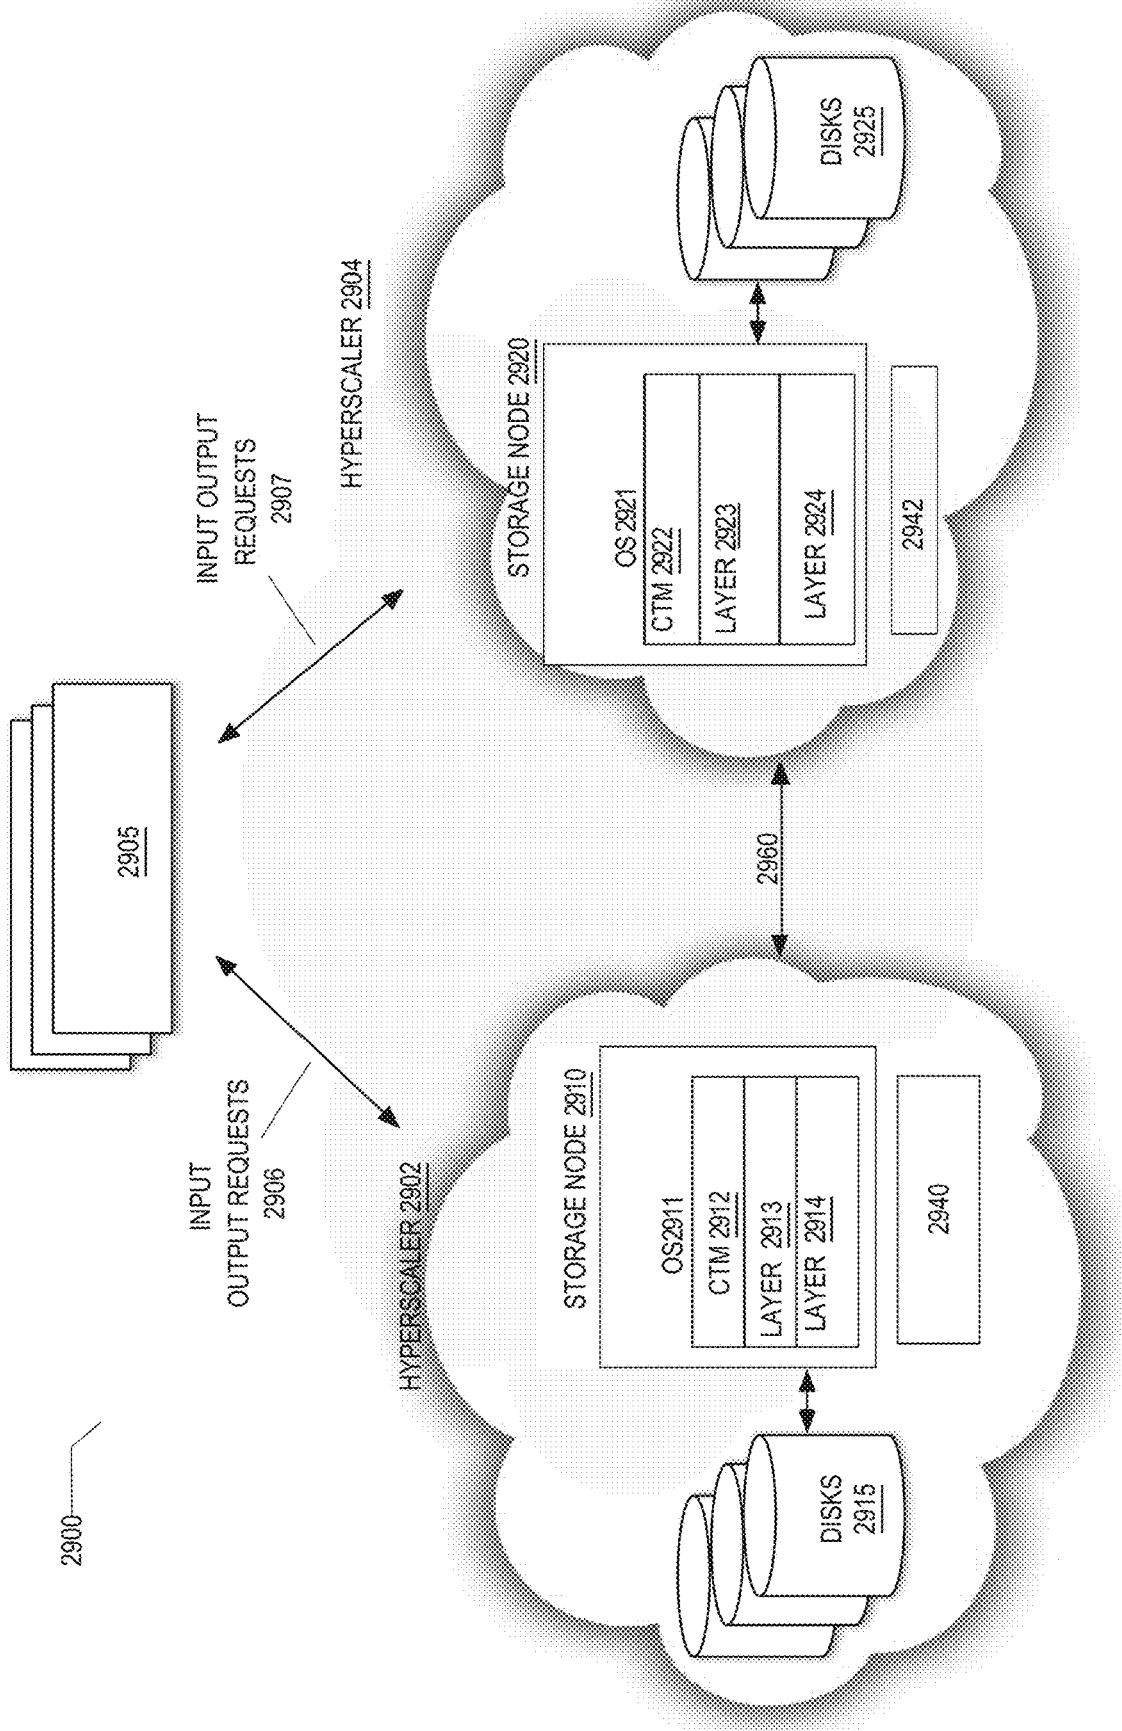 2900
2905
INPUT
OUTPUT REQUESTS
2906
INPUT OUTPUT
REQUESTS
2907
HYPERSCALER 2902
STORAGE NODE 2910
OS2911
CTM 2912
LAYER 2913
LAYER 2914
DISKS
2915
2940
2960
HYPERSCALER 2904
STORAGE NODE 2920
OS 2921
CTM 2922
LAYER 2923
LAYER 2924
DISKS
2925
2942